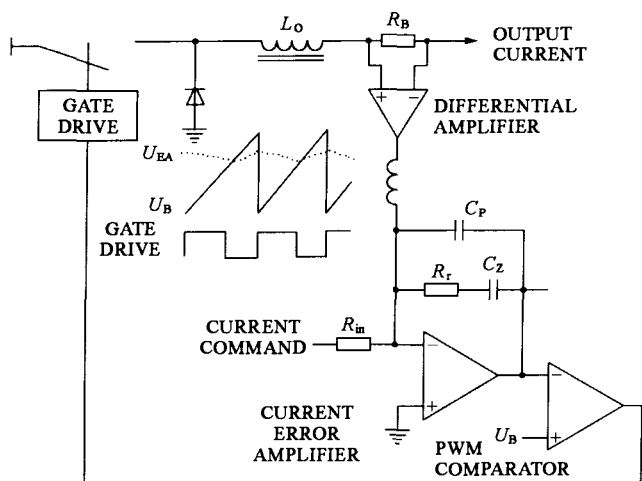 L_O
R_B
OUTPUT
CURRENT
GATE
DRIVE
+ −
DIFFERENTIAL
AMPLIFIER
U_EA
U_B
GATE
DRIVE
C_P
R_r
C_Z
CURRENT
COMMAND
R_in
−
+
CURRENT
ERROR
AMPLIFIER
−
U_B
+
PWM
COMPARATOR